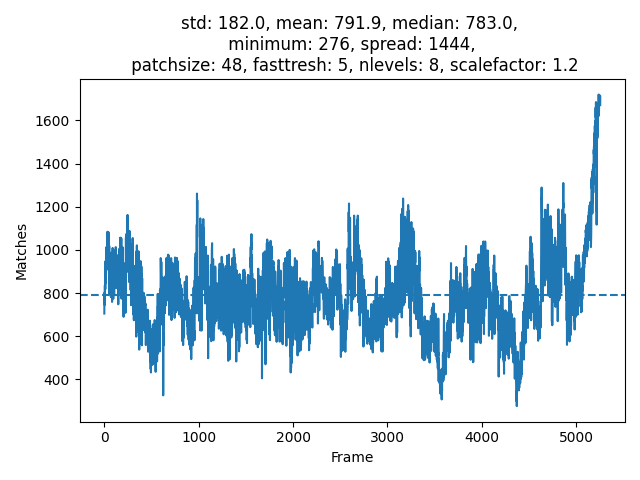 std: 182.0, mean: 791.9, median: 783.0,
minimum: 276, spread: 1444,
patchsize: 48, fasttresh: 5, nlevels: 8, scalefactor: 1.2
1600
1400
1200
1000
800
600
400
Matches
0 1000 2000 3000 4000 5000
Frame